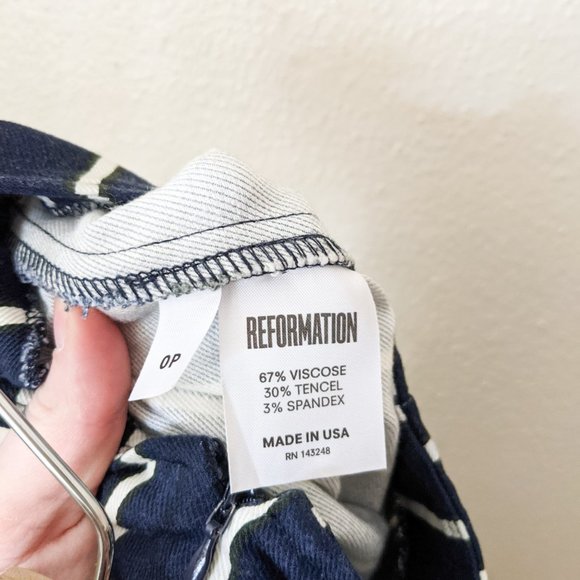 0P
REFORMATION
67% VISCOSE
30% TENCEL
3% SPANDEX
MADE IN USA
RN 143248